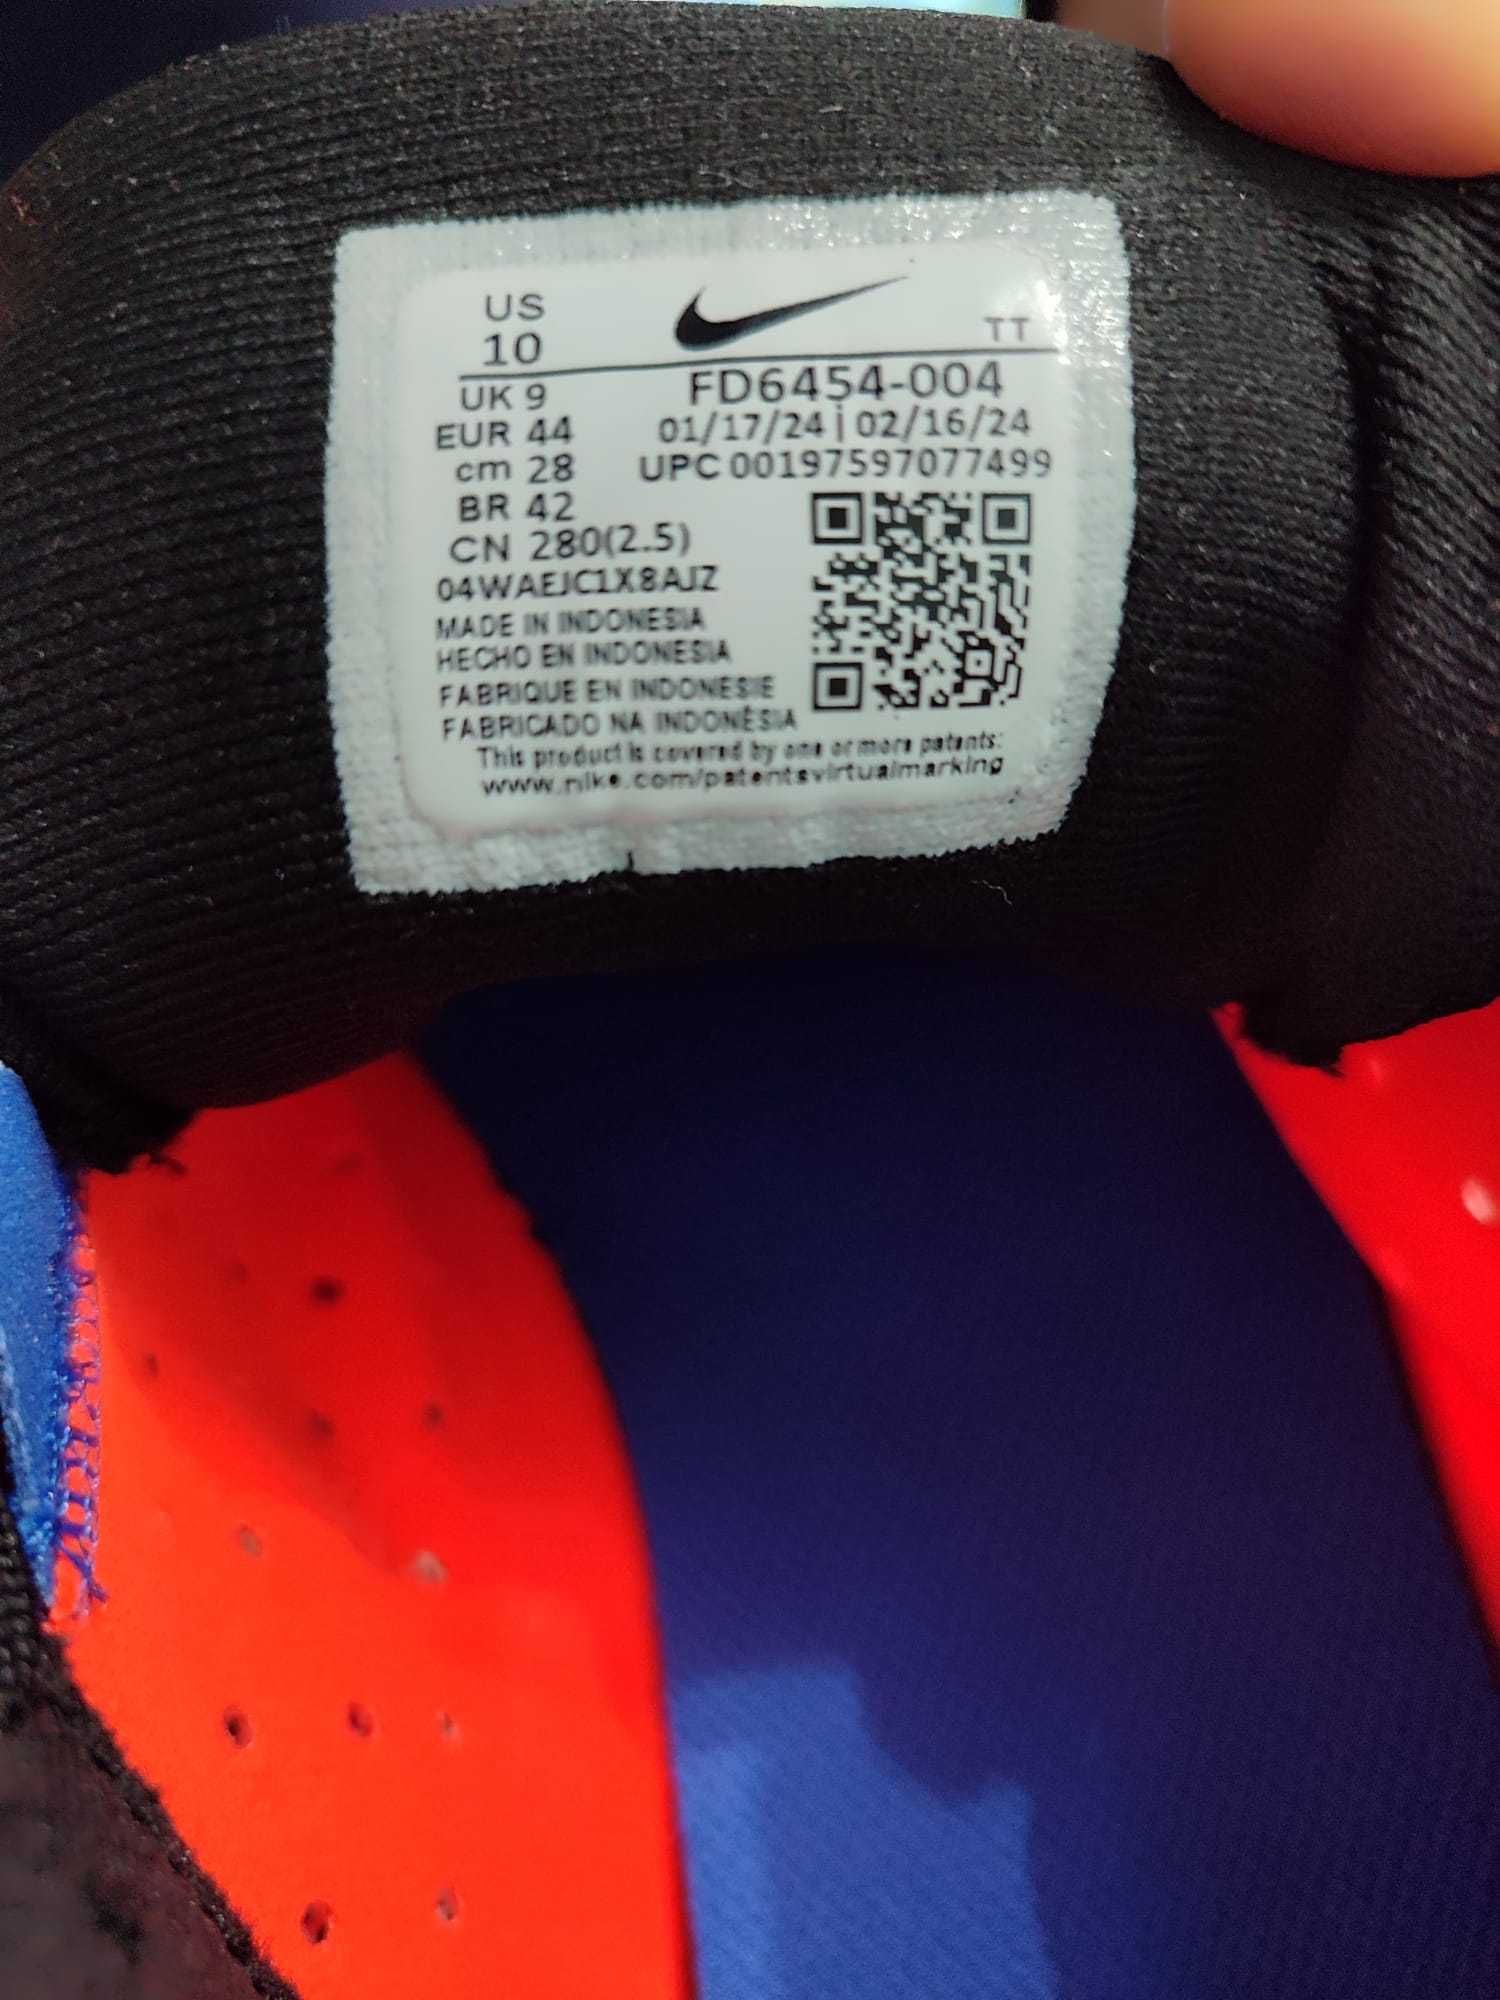 US
10
TT
UK 9
FD6454-004
EUR 44
01/17/24 | 02/16/24
cm 28
UPC 00197597077499
BR 42
CN 280(2.5)
04WAEJC1X8AJZ
MADE IN INDONESIA
HECHO EN INDONESIA
FABRIQUE EN INDONESIE
FABRICADO NA INDONÉSIA
This product is covered by one or more patents:
www.nike.com/patentsvirtualmarking